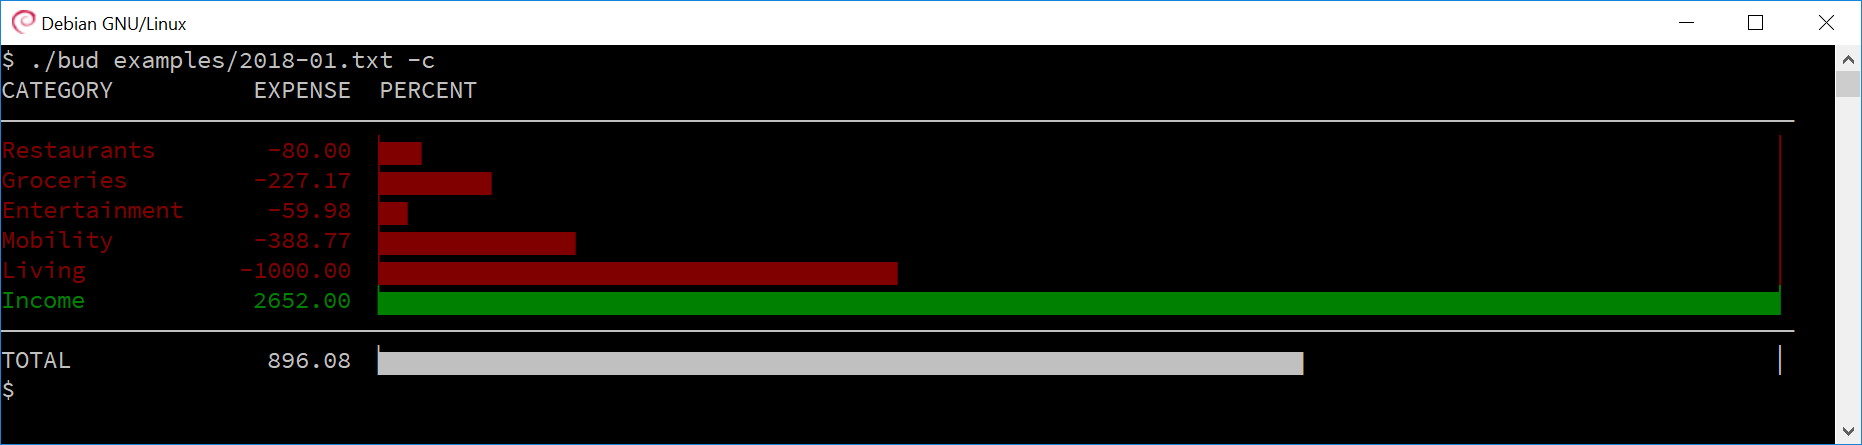 Debian GNU/Linux
$ ./bud examples/2018-01.txt -c
CATEGORY EXPENSE PERCENT
Restaurants -80.00
Groceries -227.17
Entertainment -59.98
Mobility -388.77
Living -1000.00
Income 2652.00
TOTAL 896.08
$